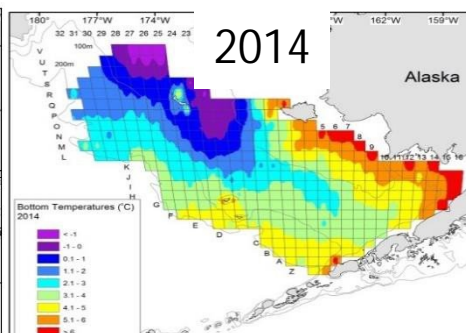 180° 177°W 174° °W 162°W 159°W
2014
32 31 30 29 28 27 26 25 24 23
100m
200m
Alaska
V
U
T
S
R
Q
P
O
N
M
L
K
J
I
H
G
F
E
D
C
B
A
Z
5 6 7
8
9
10 11 12 13 14 15 16
Bottom Temperatures (°C)
2014
< -1
-1 - 0
0.1 - 1
1.1 - 2
2.1 - 3
3.1 - 4
4.1 - 5
5.1 - 6